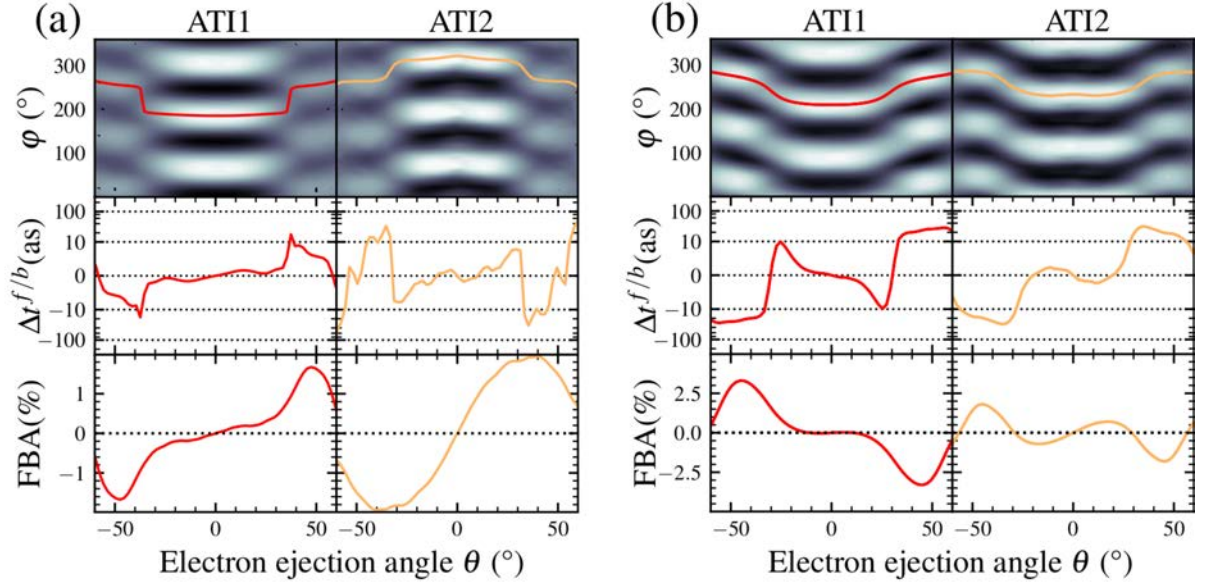 (a) ATI1 ATI2
300
200
100
φ (°)
100
10
0
−10
−100
Δt^f/b(as)
1
0
−1
FBA(%)
−50 0 50 −50 0 50
Electron ejection angle θ (°)
(b) ATI1 ATI2
300
200
100
φ (°)
100
10
0
−10
−100
Δt^f/b(as)
2.5
0.0
−2.5
FBA(%)
−50 0 50 −50 0 50
Electron ejection angle θ (°)